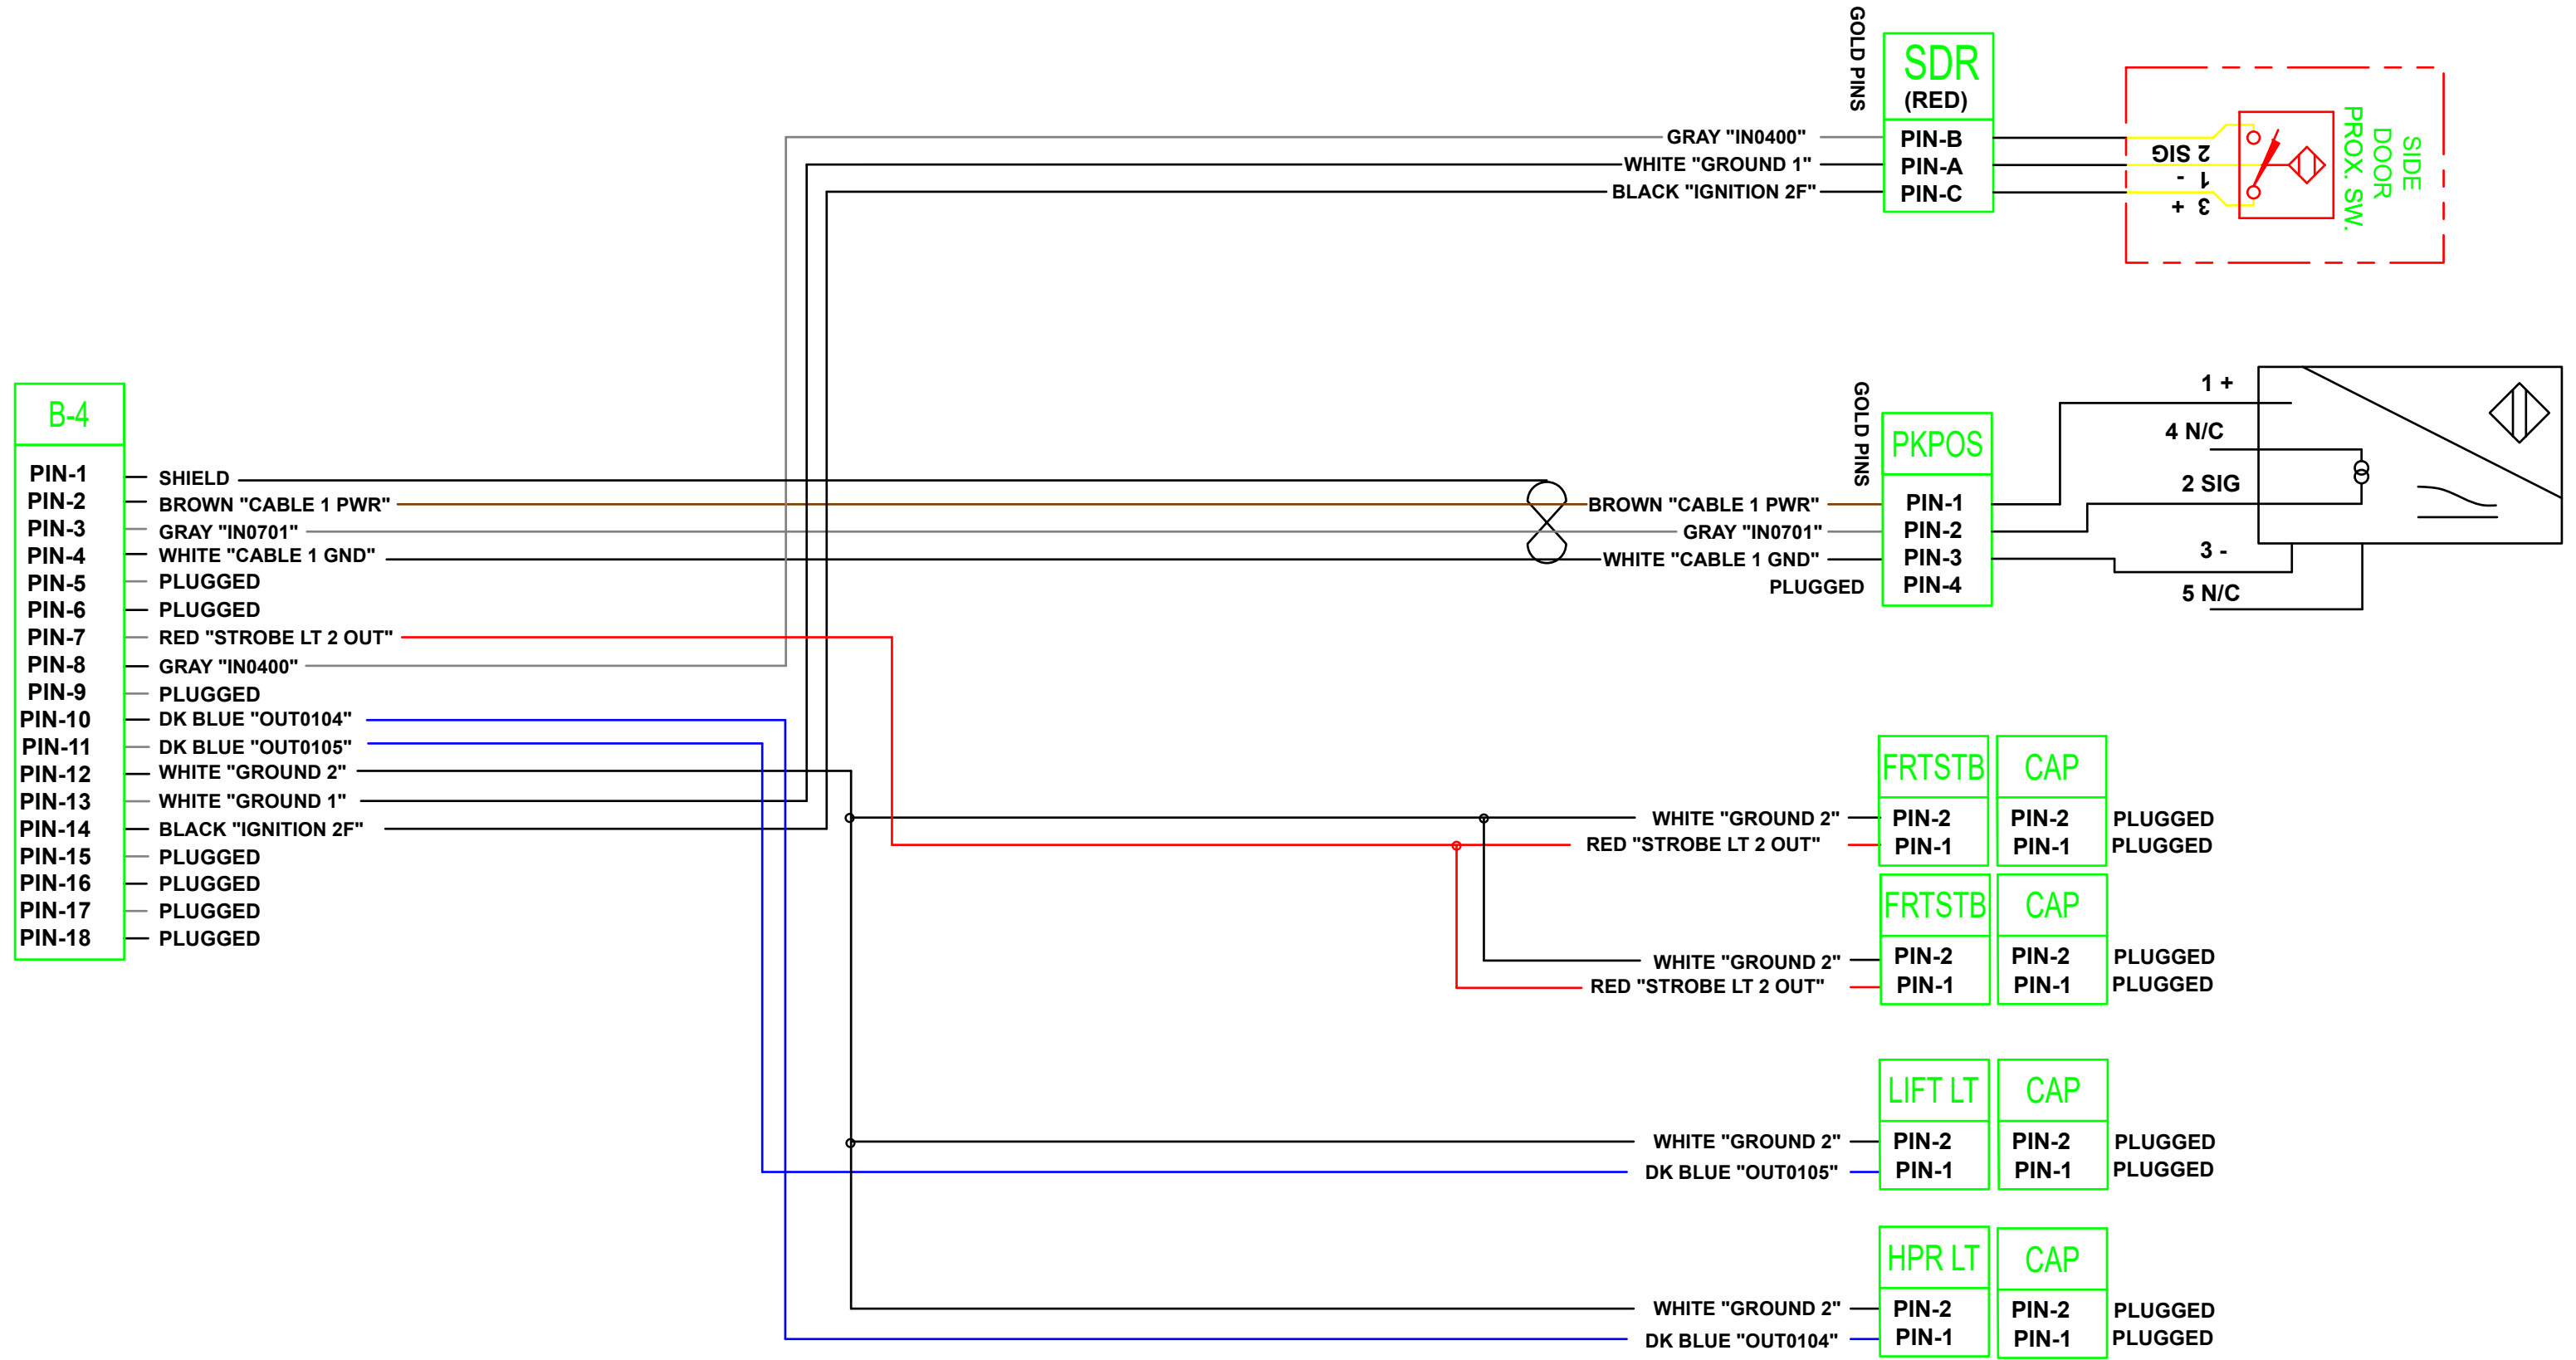 GOLD PINS
SDR
(RED)
GRAY "IN0400"
PIN-B
WHITE "GROUND 1"
PIN-A
BLACK "IGNITION 2F"
PIN-C
2 SIG
1 -
3 +
SIDE
DOOR
PROX. SW.
B-4
PIN-1 SHIELD
PIN-2 BROWN "CABLE 1 PWR"
PIN-3 GRAY "IN0701"
PIN-4 WHITE "CABLE 1 GND"
PIN-5 PLUGGED
PIN-6 PLUGGED
PIN-7 RED "STROBE LT 2 OUT"
PIN-8 GRAY "IN0400"
PIN-9 PLUGGED
PIN-10 DK BLUE "OUT0104"
PIN-11 DK BLUE "OUT0105"
PIN-12 WHITE "GROUND 2"
PIN-13 WHITE "GROUND 1"
PIN-14 BLACK "IGNITION 2F"
PIN-15 PLUGGED
PIN-16 PLUGGED
PIN-17 PLUGGED
PIN-18 PLUGGED
GOLD PINS
PKPOS
BROWN "CABLE 1 PWR" PIN-1
GRAY "IN0701" PIN-2
WHITE "CABLE 1 GND" PIN-3
PLUGGED PIN-4
1 +
4 N/C
2 SIG
3 -
5 N/C
FRTSTB CAP
WHITE "GROUND 2" PIN-2 PIN-2 PLUGGED
RED "STROBE LT 2 OUT" PIN-1 PIN-1 PLUGGED
FRTSTB CAP
WHITE "GROUND 2" PIN-2 PIN-2 PLUGGED
RED "STROBE LT 2 OUT" PIN-1 PIN-1 PLUGGED
LIFT LT CAP
WHITE "GROUND 2" PIN-2 PIN-2 PLUGGED
DK BLUE "OUT0105" PIN-1 PIN-1 PLUGGED
HPR LT CAP
WHITE "GROUND 2" PIN-2 PIN-2 PLUGGED
DK BLUE "OUT0104" PIN-1 PIN-1 PLUGGED